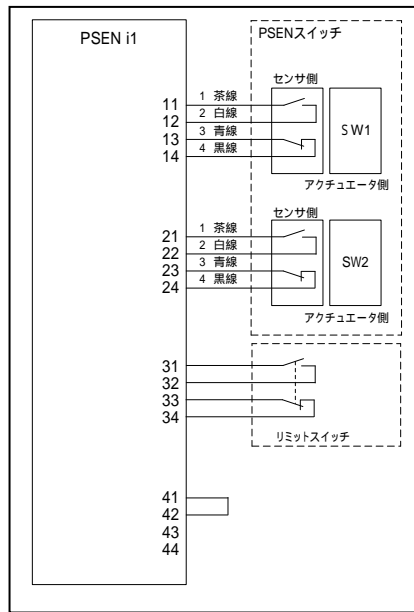 PSEN i1
PSENスイッチ
センサ側
11 1 茶線
12 2 白線
13 3 青線
14 4 黒線
SW1
アクチュエータ側
センサ側
21 1 茶線
22 2 白線
23 3 青線
24 4 黒線
SW2
アクチュエータ側
31
32
33
34
リミットスイッチ
41
42
43
44